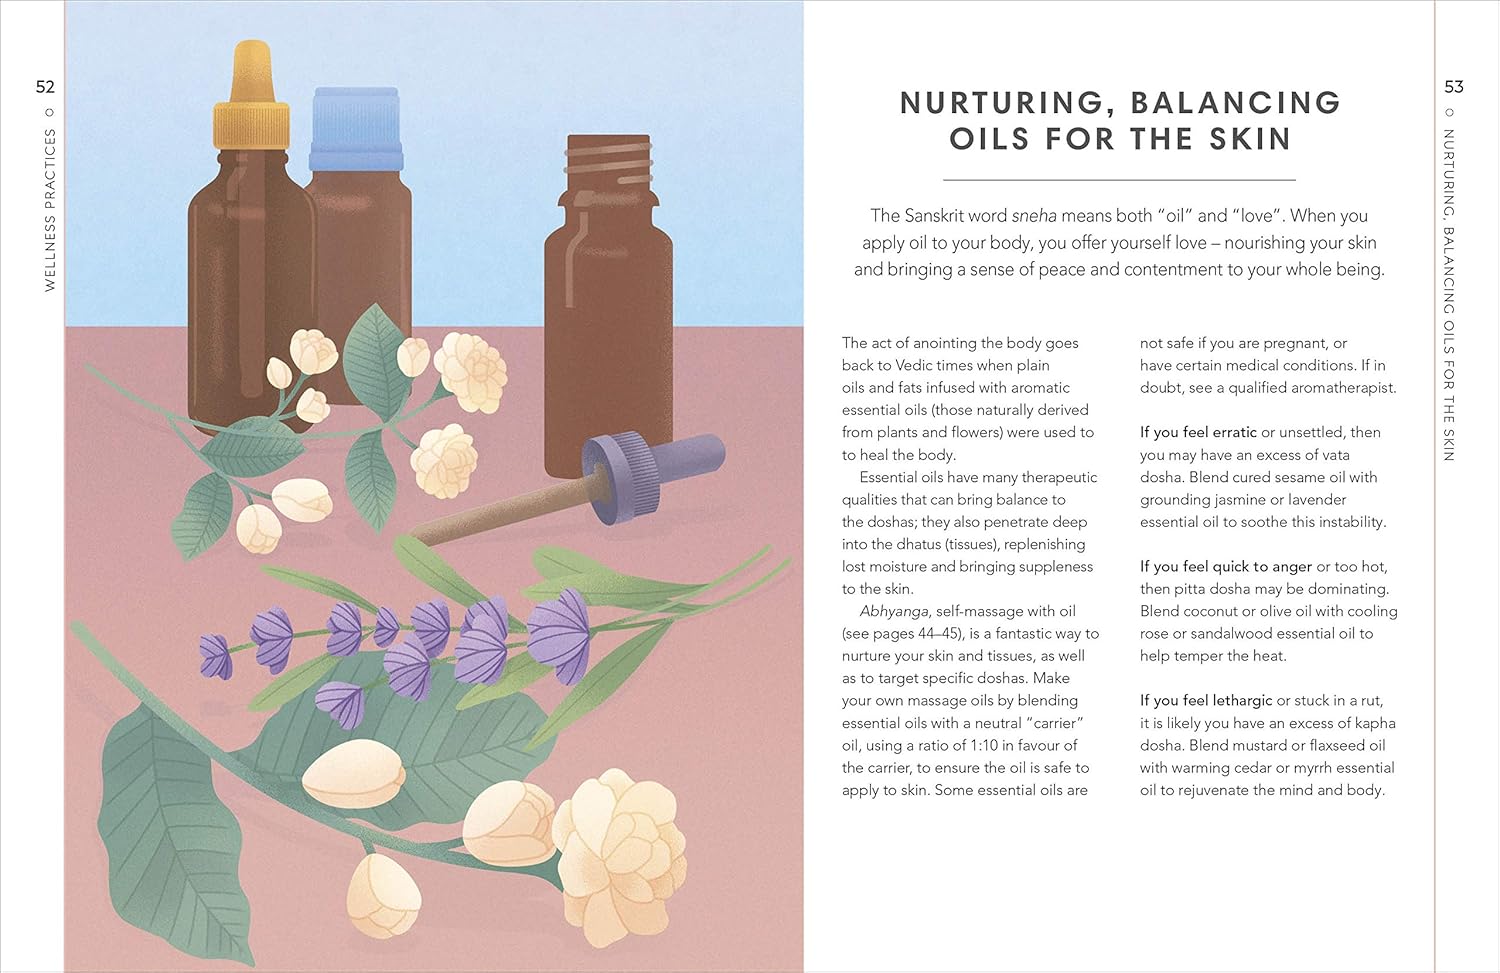 52
WELLNESS PRACTICES
NURTURING, BALANCING
OILS FOR THE SKIN
The Sanskrit word sneha means both “oil” and “love”. When you
apply oil to your body, you offer yourself love – nourishing your skin
and bringing a sense of peace and contentment to your whole being.
The act of anointing the body goes
back to Vedic times when plain
oils and fats infused with aromatic
essential oils (those naturally derived
from plants and flowers) were used to
to heal the body.
Essential oils have many therapeutic
qualities that can bring balance to
the doshas; they also penetrate deep
into the dhatus (tissues), replenishing
lost moisture and bringing suppleness
to the skin.
Abhyanga, self-massage with oil
(see pages 44–45), is a fantastic way to
nurture your skin and tissues, as well
as to target specific doshas. Make
your own massage oils by blending
essential oils with a neutral “carrier”
oil, using a ratio of 1:10 in favour of
the carrier, to ensure the oil is safe to
apply to skin. Some essential oils are
not safe if you are pregnant, or
have certain medical conditions. If in
doubt, see a qualified aromatherapist.
If you feel erratic or unsettled, then
you may have an excess of vata
dosha. Blend cured sesame oil with
grounding jasmine or lavender
essential oil to soothe this instability.
If you feel quick to anger or too hot,
then pitta dosha may be dominating.
Blend coconut or olive oil with cooling
rose or sandalwood essential oil to
help temper the heat.
If you feel lethargic or stuck in a rut,
it is likely you have an excess of kapha
dosha. Blend mustard or flaxseed oil
with warming cedar or myrrh essential
oil to rejuvenate the mind and body.
53
NURTURING, BALANCING OILS FOR THE SKIN